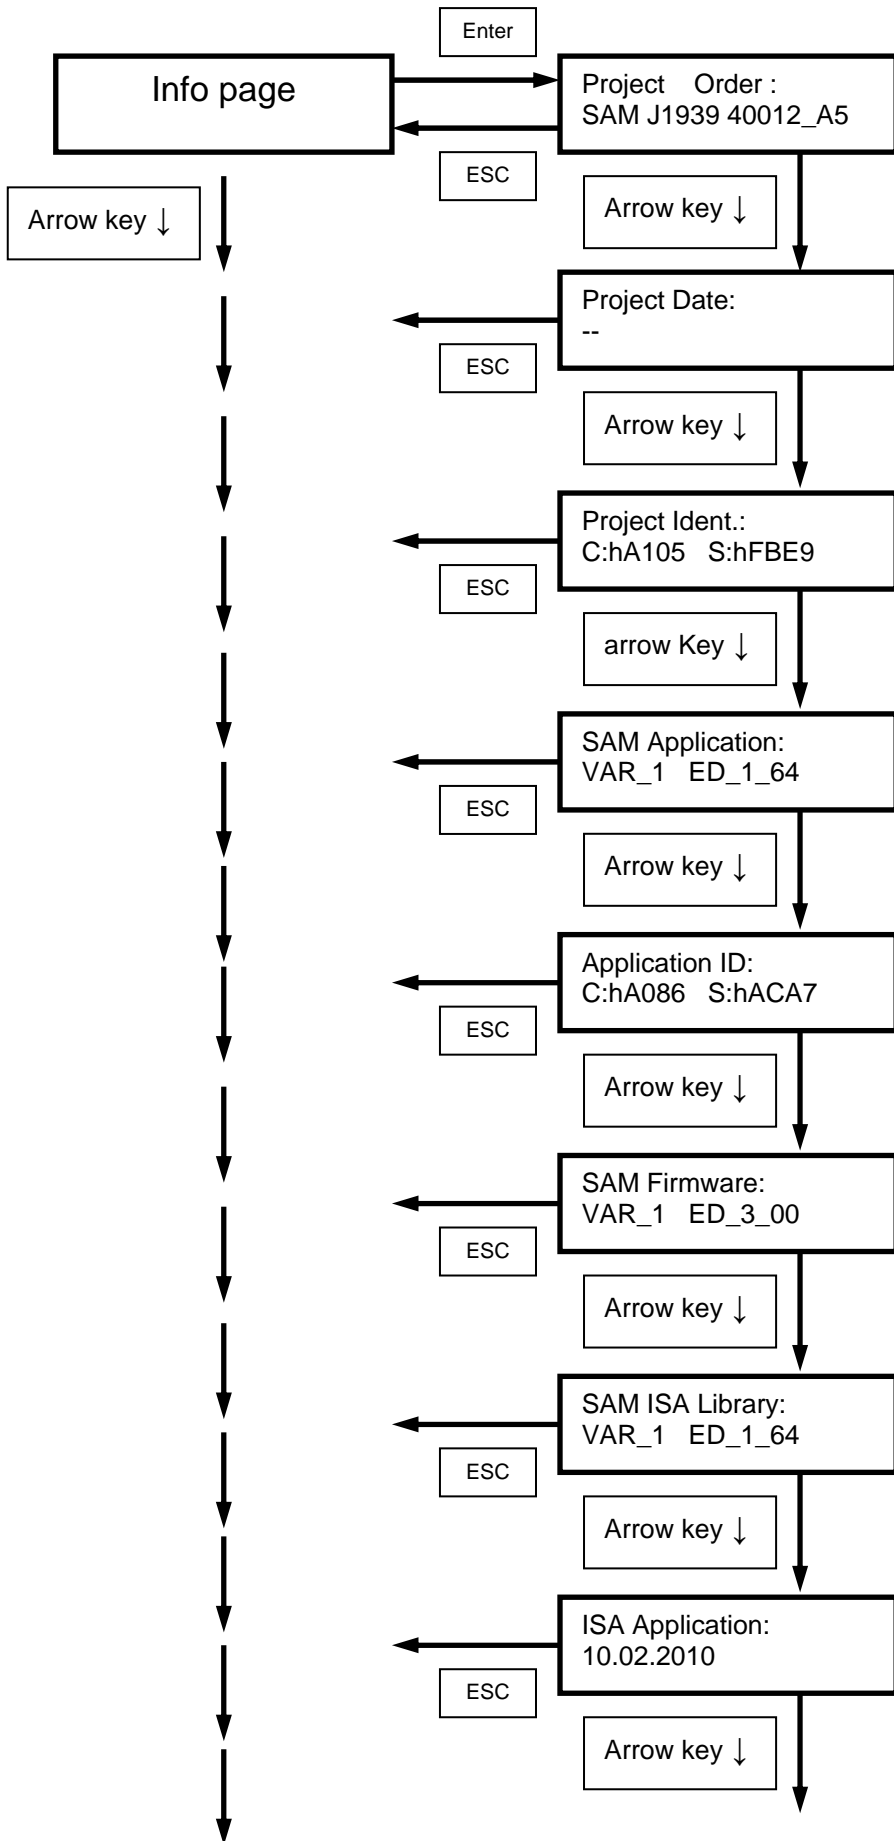 Enter
Info page
Project Order :
SAM J1939 40012_A5
ESC
Arrow key ↓
Arrow key ↓
Project Date:
--
ESC
Arrow key ↓
Project Ident.:
C:hA105 S:hFBE9
ESC
arrow Key ↓
SAM Application:
VAR_1 ED_1_64
ESC
Arrow key ↓
Application ID:
C:hA086 S:hACA7
ESC
Arrow key ↓
SAM Firmware:
VAR_1 ED_3_00
ESC
Arrow key ↓
SAM ISA Library:
VAR_1 ED_1_64
ESC
Arrow key ↓
ISA Application:
10.02.2010
ESC
Arrow key ↓